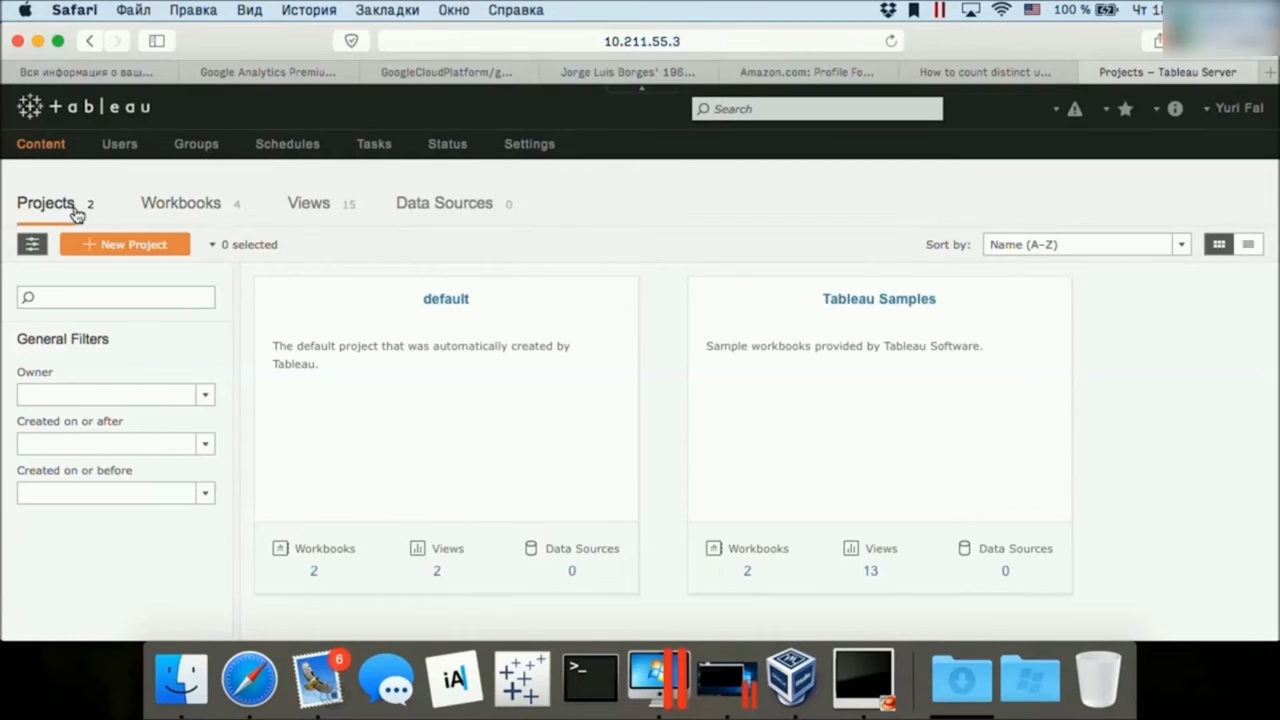 Safari Файл Правка Вид История Закладки Окно Справка 100 % Чт
10.211.55.3
Вся информация о ваш... Google Analytics Premiu... GoogleCloudPlatform/g... Jorge Luis Borges' 196... Amazon.com: Profile Fo... How to count distinct u... Projects – Tableau Server
+ableau Search Yuri Fal
Content Users Groups Schedules Tasks Status Settings
Projects 2 Workbooks 4 Views 15 Data Sources 0
New Project 0 selected Sort by: Name (A–Z)
General Filters
Owner
Created on or after
Created on or before
default
The default project that was automatically created by
Tableau.
Workbooks Views Data Sources
2 2 0
Tableau Samples
Sample workbooks provided by Tableau Software.
Workbooks Views Data Sources
2 13 0
6
iA
>_